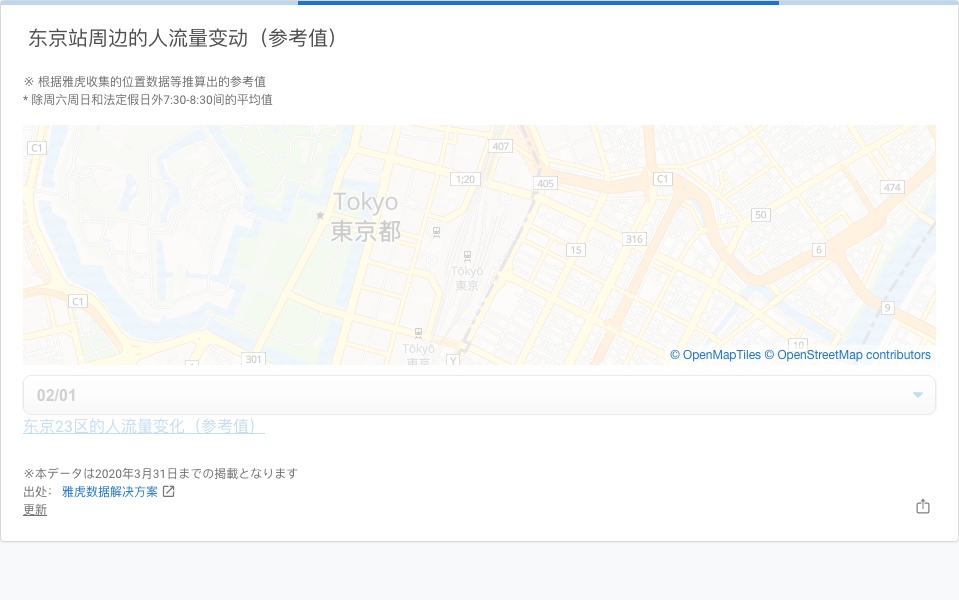 东京站周边的人流量变动（参考值）
※ 根据雅虎收集的位置数据等推算出的参考值
* 除周六周日和法定假日外7:30-8:30间的平均值
C1
407
1;20
405
C1
474
Tokyo
東京都
50
316
15
6
Tōkyō
東京
C1
9
10
Tōkyō
東京
301
1
Y
© OpenMapTiles © OpenStreetMap contributors
02/01
东京23区的人流量变化（参考值）
※本データは2020年3月31日までの掲載となります
出处： 雅虎数据解决方案
更新